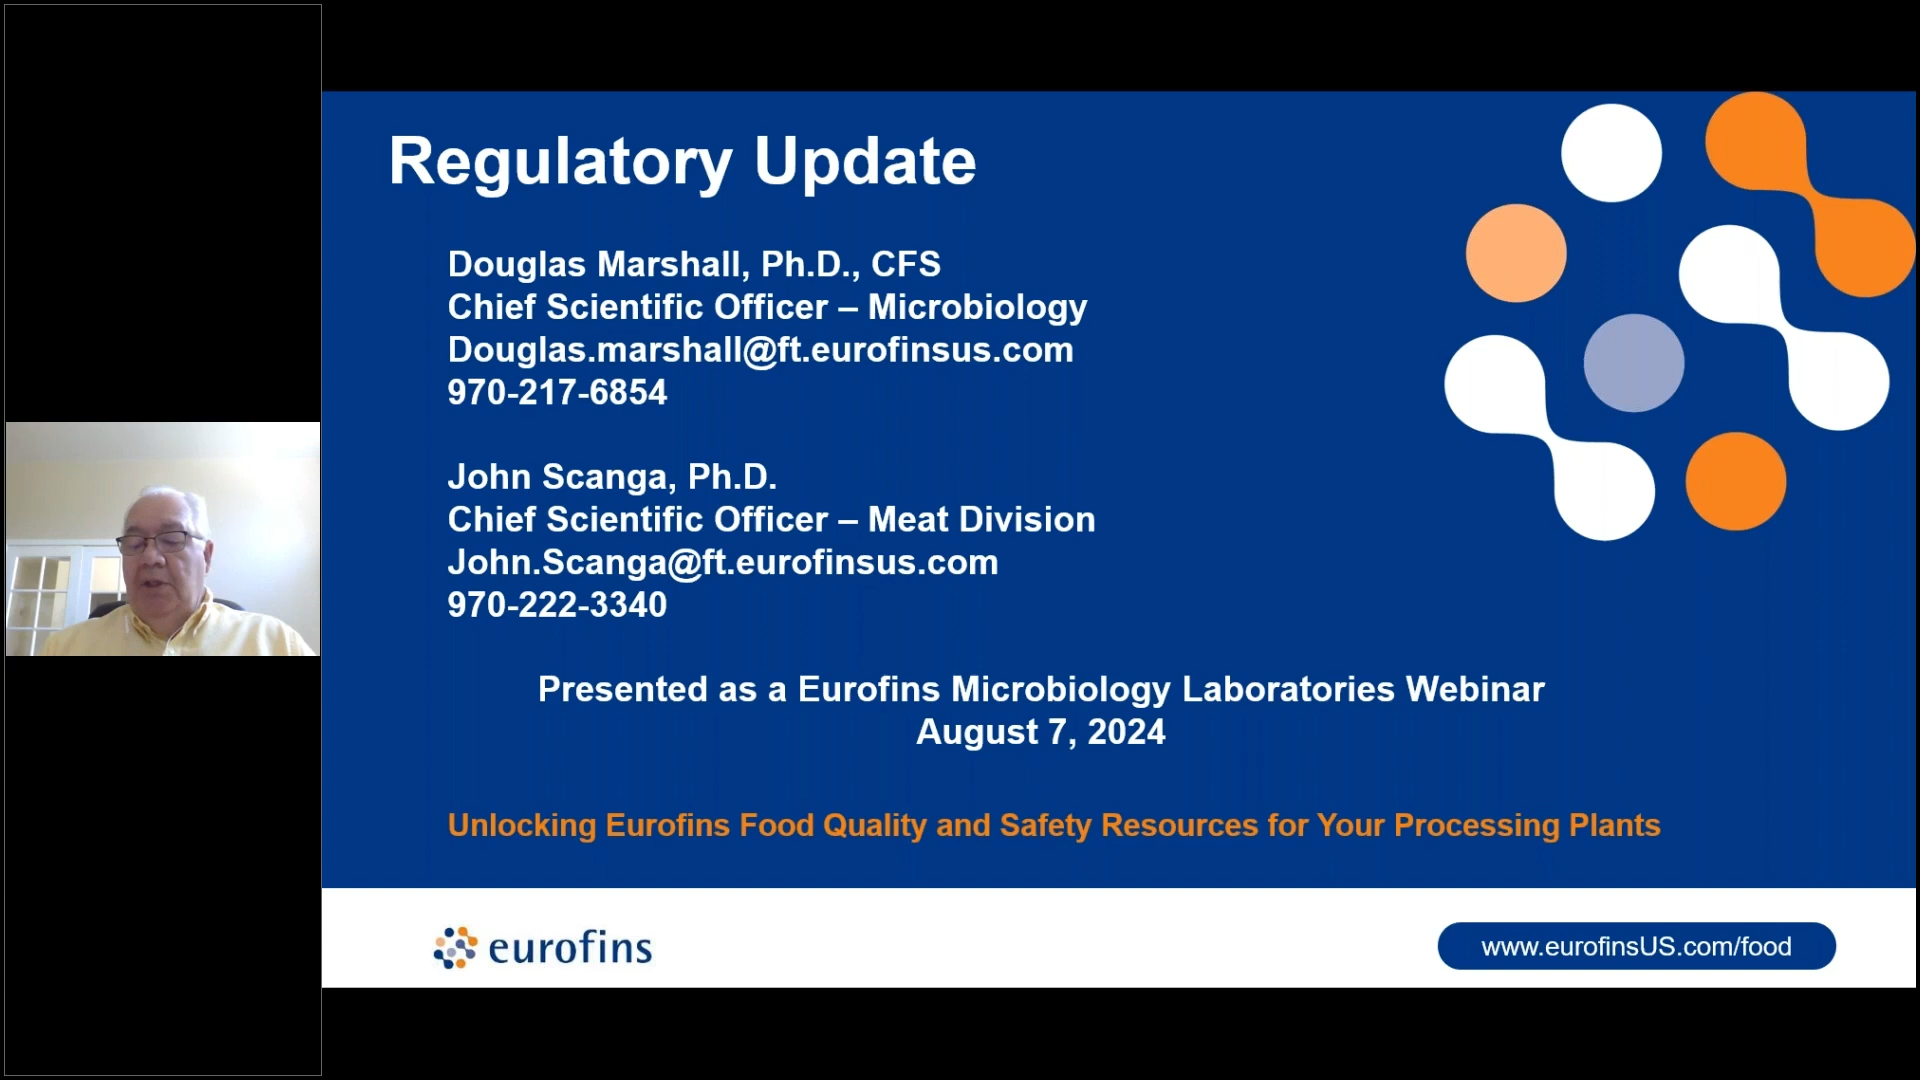 Regulatory Update
Douglas Marshall, Ph.D., CFS
Chief Scientific Officer – Microbiology
Douglas.marshall@ft.eurofinsus.com
970-217-6854
John Scanga, Ph.D.
Chief Scientific Officer – Meat Division
John.Scanga@ft.eurofinsus.com
970-222-3340
Presented as a Eurofins Microbiology Laboratories Webinar
August 7, 2024
Unlocking Eurofins Food Quality and Safety Resources for Your Processing Plants
eurofins
www.eurofinsUS.com/food